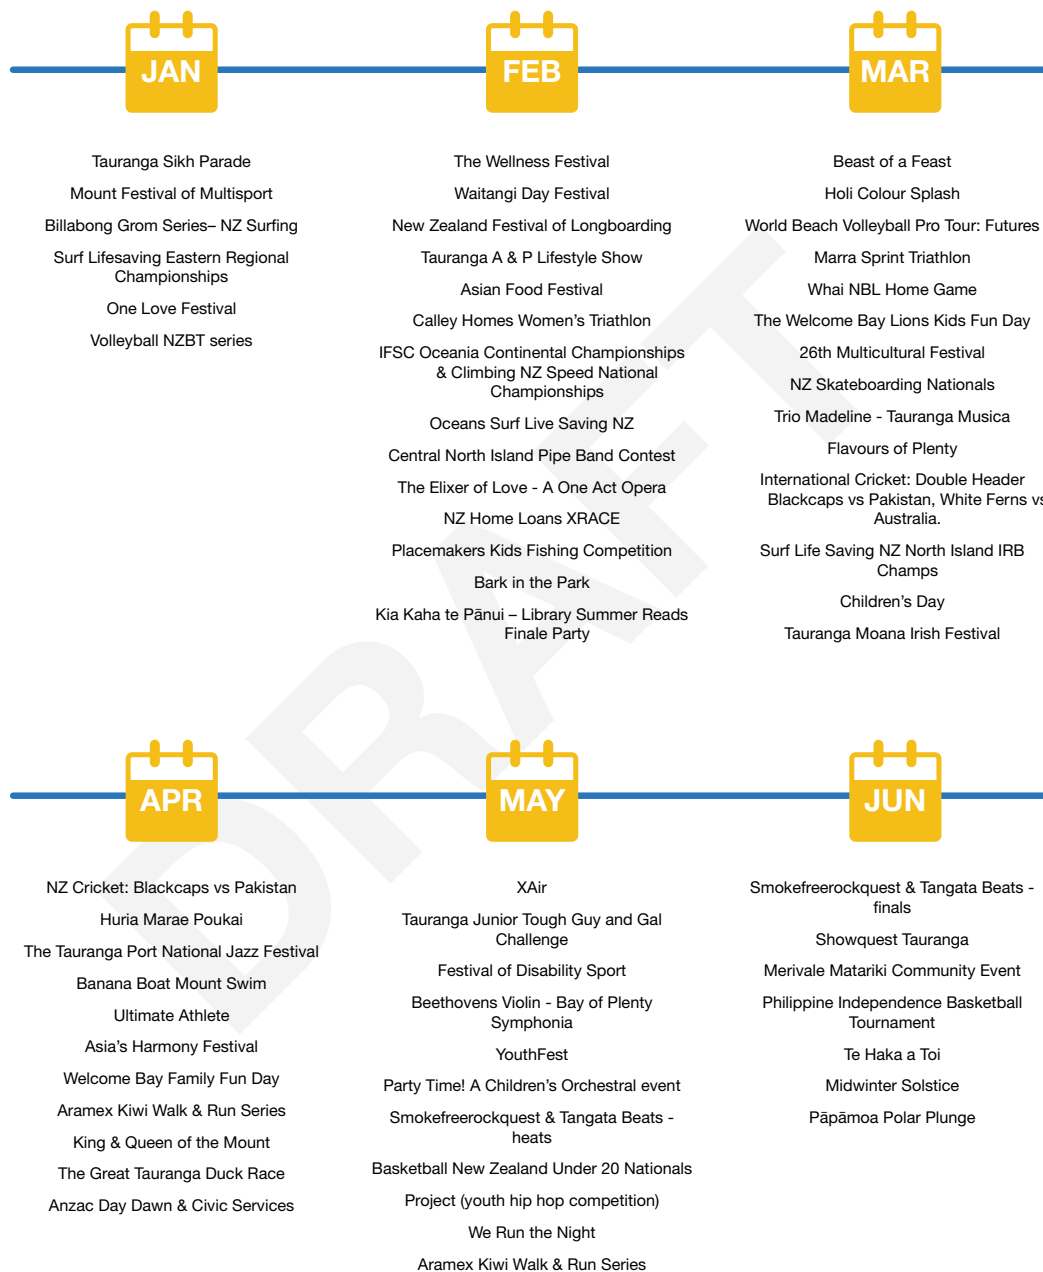 JAN
Tauranga Sikh Parade
Mount Festival of Multisport
Billabong Grom Series– NZ Surfing
Surf Lifesaving Eastern Regional
Championships
One Love Festival
Volleyball NZBT series
FEB
The Wellness Festival
Waitangi Day Festival
New Zealand Festival of Longboarding
Tauranga A & P Lifestyle Show
Asian Food Festival
Calley Homes Women's Triathlon
IFSC Oceania Continental Championships
& Climbing NZ Speed National
Championships
Oceans Surf Live Saving NZ
Central North Island Pipe Band Contest
The Elixer of Love - A One Act Opera
NZ Home Loans XRACE
Placemakers Kids Fishing Competition
Bark in the Park
Kia Kaha te Pānui – Library Summer Reads
Finale Party
MAR
Beast of a Feast
Holi Colour Splash
World Beach Volleyball Pro Tour: Futures
Marra Sprint Triathlon
Whai NBL Home Game
The Welcome Bay Lions Kids Fun Day
26th Multicultural Festival
NZ Skateboarding Nationals
Trio Madeline - Tauranga Musica
Flavours of Plenty
International Cricket: Double Header
Blackcaps vs Pakistan, White Ferns vs
Australia.
Surf Life Saving NZ North Island IRB
Champs
Children's Day
Tauranga Moana Irish Festival
APR
NZ Cricket: Blackcaps vs Pakistan
Huria Marae Poukai
The Tauranga Port National Jazz Festival
Banana Boat Mount Swim
Ultimate Athlete
Asia's Harmony Festival
Welcome Bay Family Fun Day
Aramex Kiwi Walk & Run Series
King & Queen of the Mount
The Great Tauranga Duck Race
Anzac Day Dawn & Civic Services
MAY
XAir
Tauranga Junior Tough Guy and Gal
Challenge
Festival of Disability Sport
Beethovens Violin - Bay of Plenty
Symphonia
YouthFest
Party Time! A Children's Orchestral event
Smokefreerockquest & Tangata Beats -
heats
Basketball New Zealand Under 20 Nationals
Project (youth hip hop competition)
We Run the Night
Aramex Kiwi Walk & Run Series
JUN
Smokefreerockquest & Tangata Beats -
finals
Showquest Tauranga
Merivale Matariki Community Event
Philippine Independence Basketball
Tournament
Te Haka a Toi
Midwinter Solstice
Pāpāmoa Polar Plunge
DRAFT